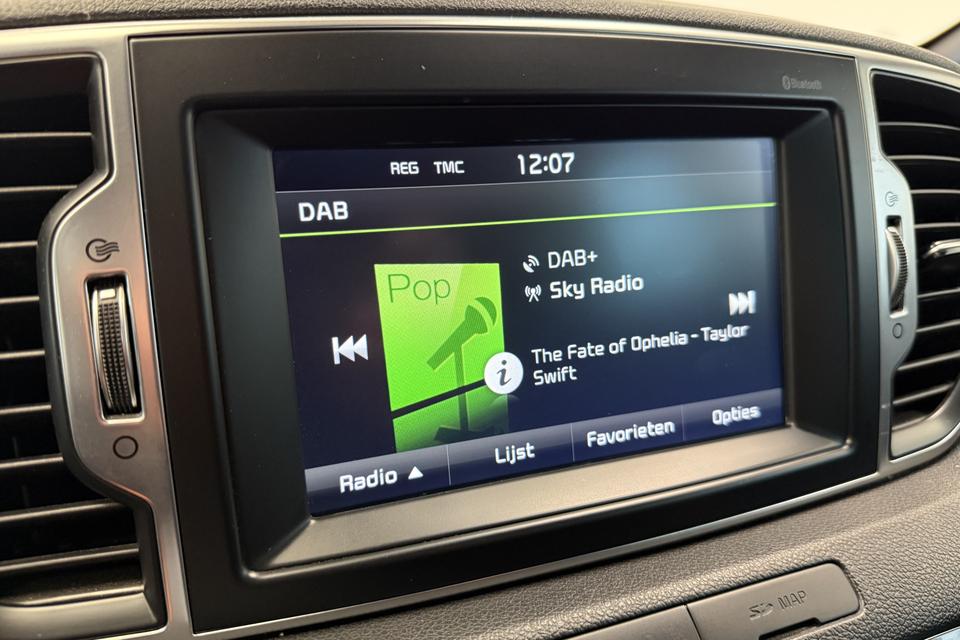 Bluetooth
REG TMC 12:07
DAB
Pop
DAB+
Sky Radio
i
The Fate of Ophelia - Taylor
Swift
Radio Lijst Favorieten Opties
SD MAP